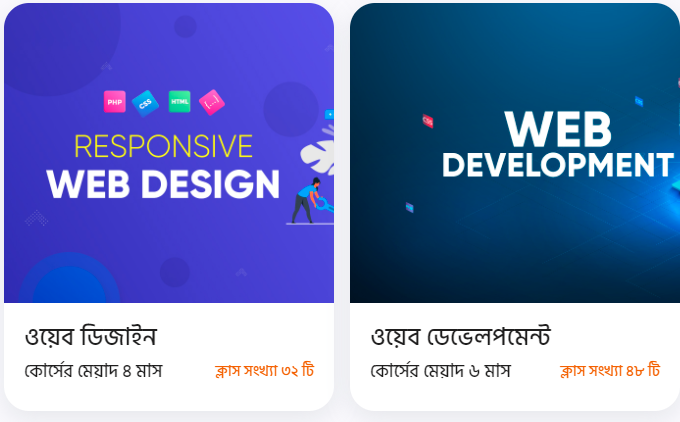 PHP
CSS
HTML
{...}
RESPONSIVE
WEB DESIGN
ওয়েব ডিজাইন
কোর্সের মেয়াদ ৪ মাস
ক্লাস সংখ্যা ৩২ টি
WEB
DEVELOPMENT
ওয়েব ডেভেলপমেন্ট
কোর্সের মেয়াদ ৬ মাস
ক্লাস সংখ্যা ৪৮ টি